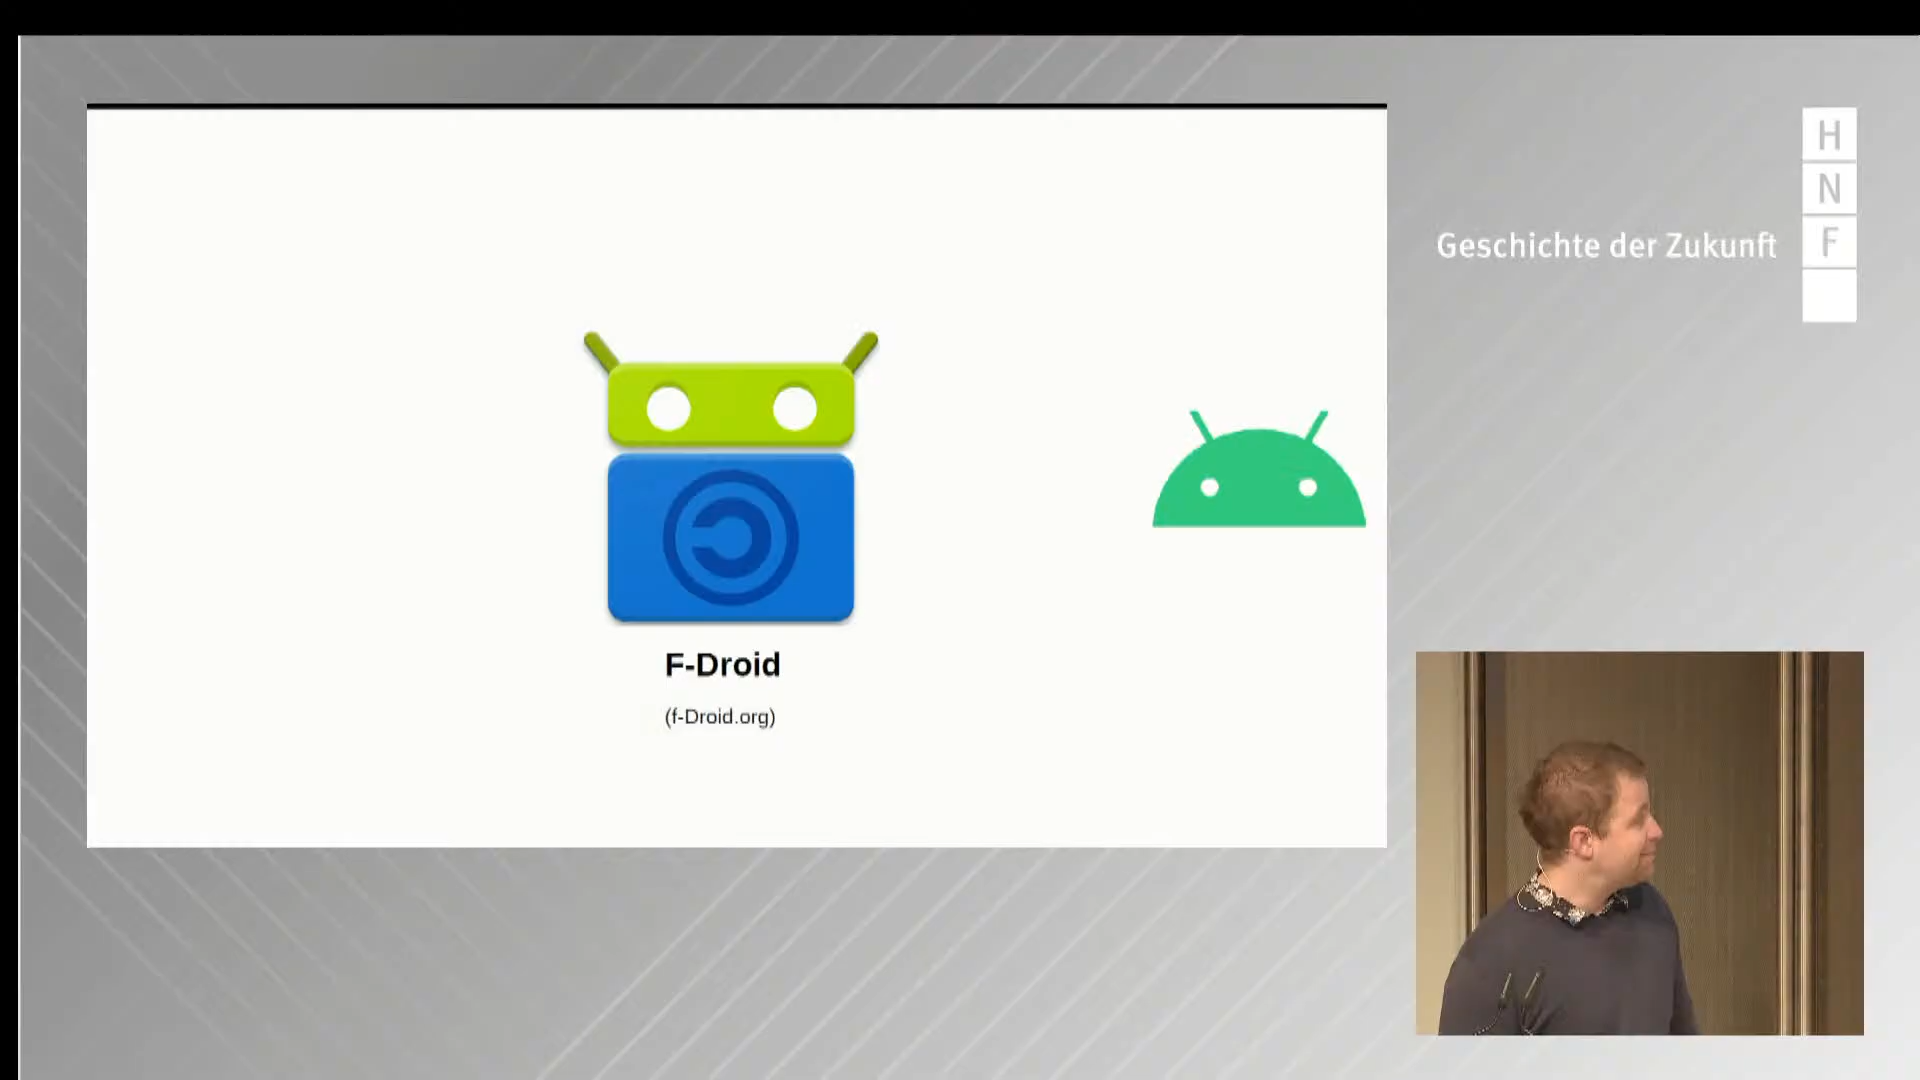 F-Droid
(f-Droid.org)
Geschichte der Zukunft
H
N
F